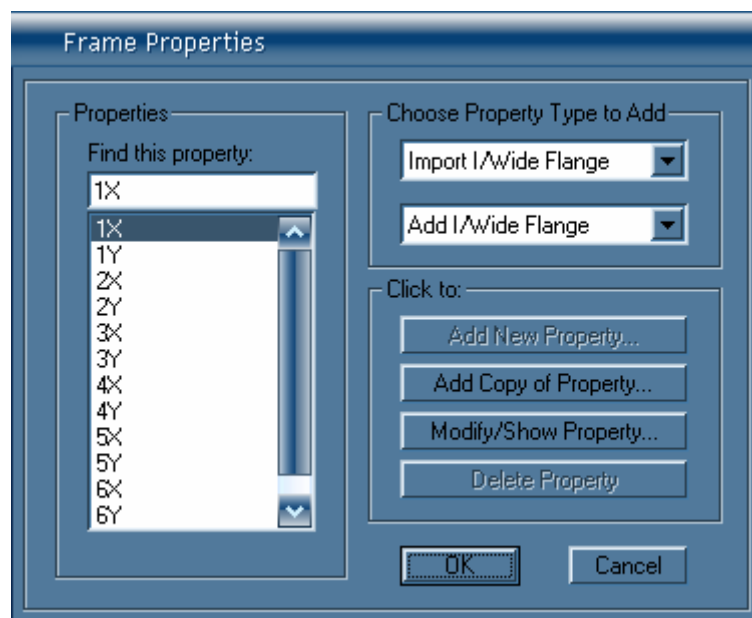 Frame Properties
Properties
Find this property:
1X
1X
1Y
2X
2Y
3X
3Y
4X
4Y
5X
5Y
6X
6Y
Choose Property Type to Add
Import I/Wide Flange
Add I/Wide Flange
Click to:
Add New Property...
Add Copy of Property...
Modify/Show Property...
Delete Property
OK
Cancel